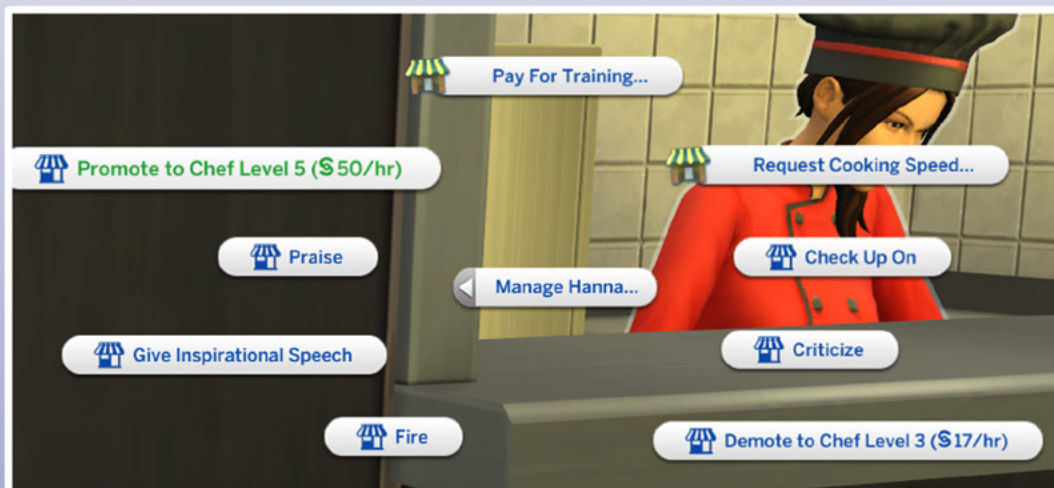 Pay For Training...
Promote to Chef Level 5 (§50/hr)
Request Cooking Speed...
Praise
Check Up On
Manage Hanna...
Give Inspirational Speech
Criticize
Fire
Demote to Chef Level 3 (§17/hr)